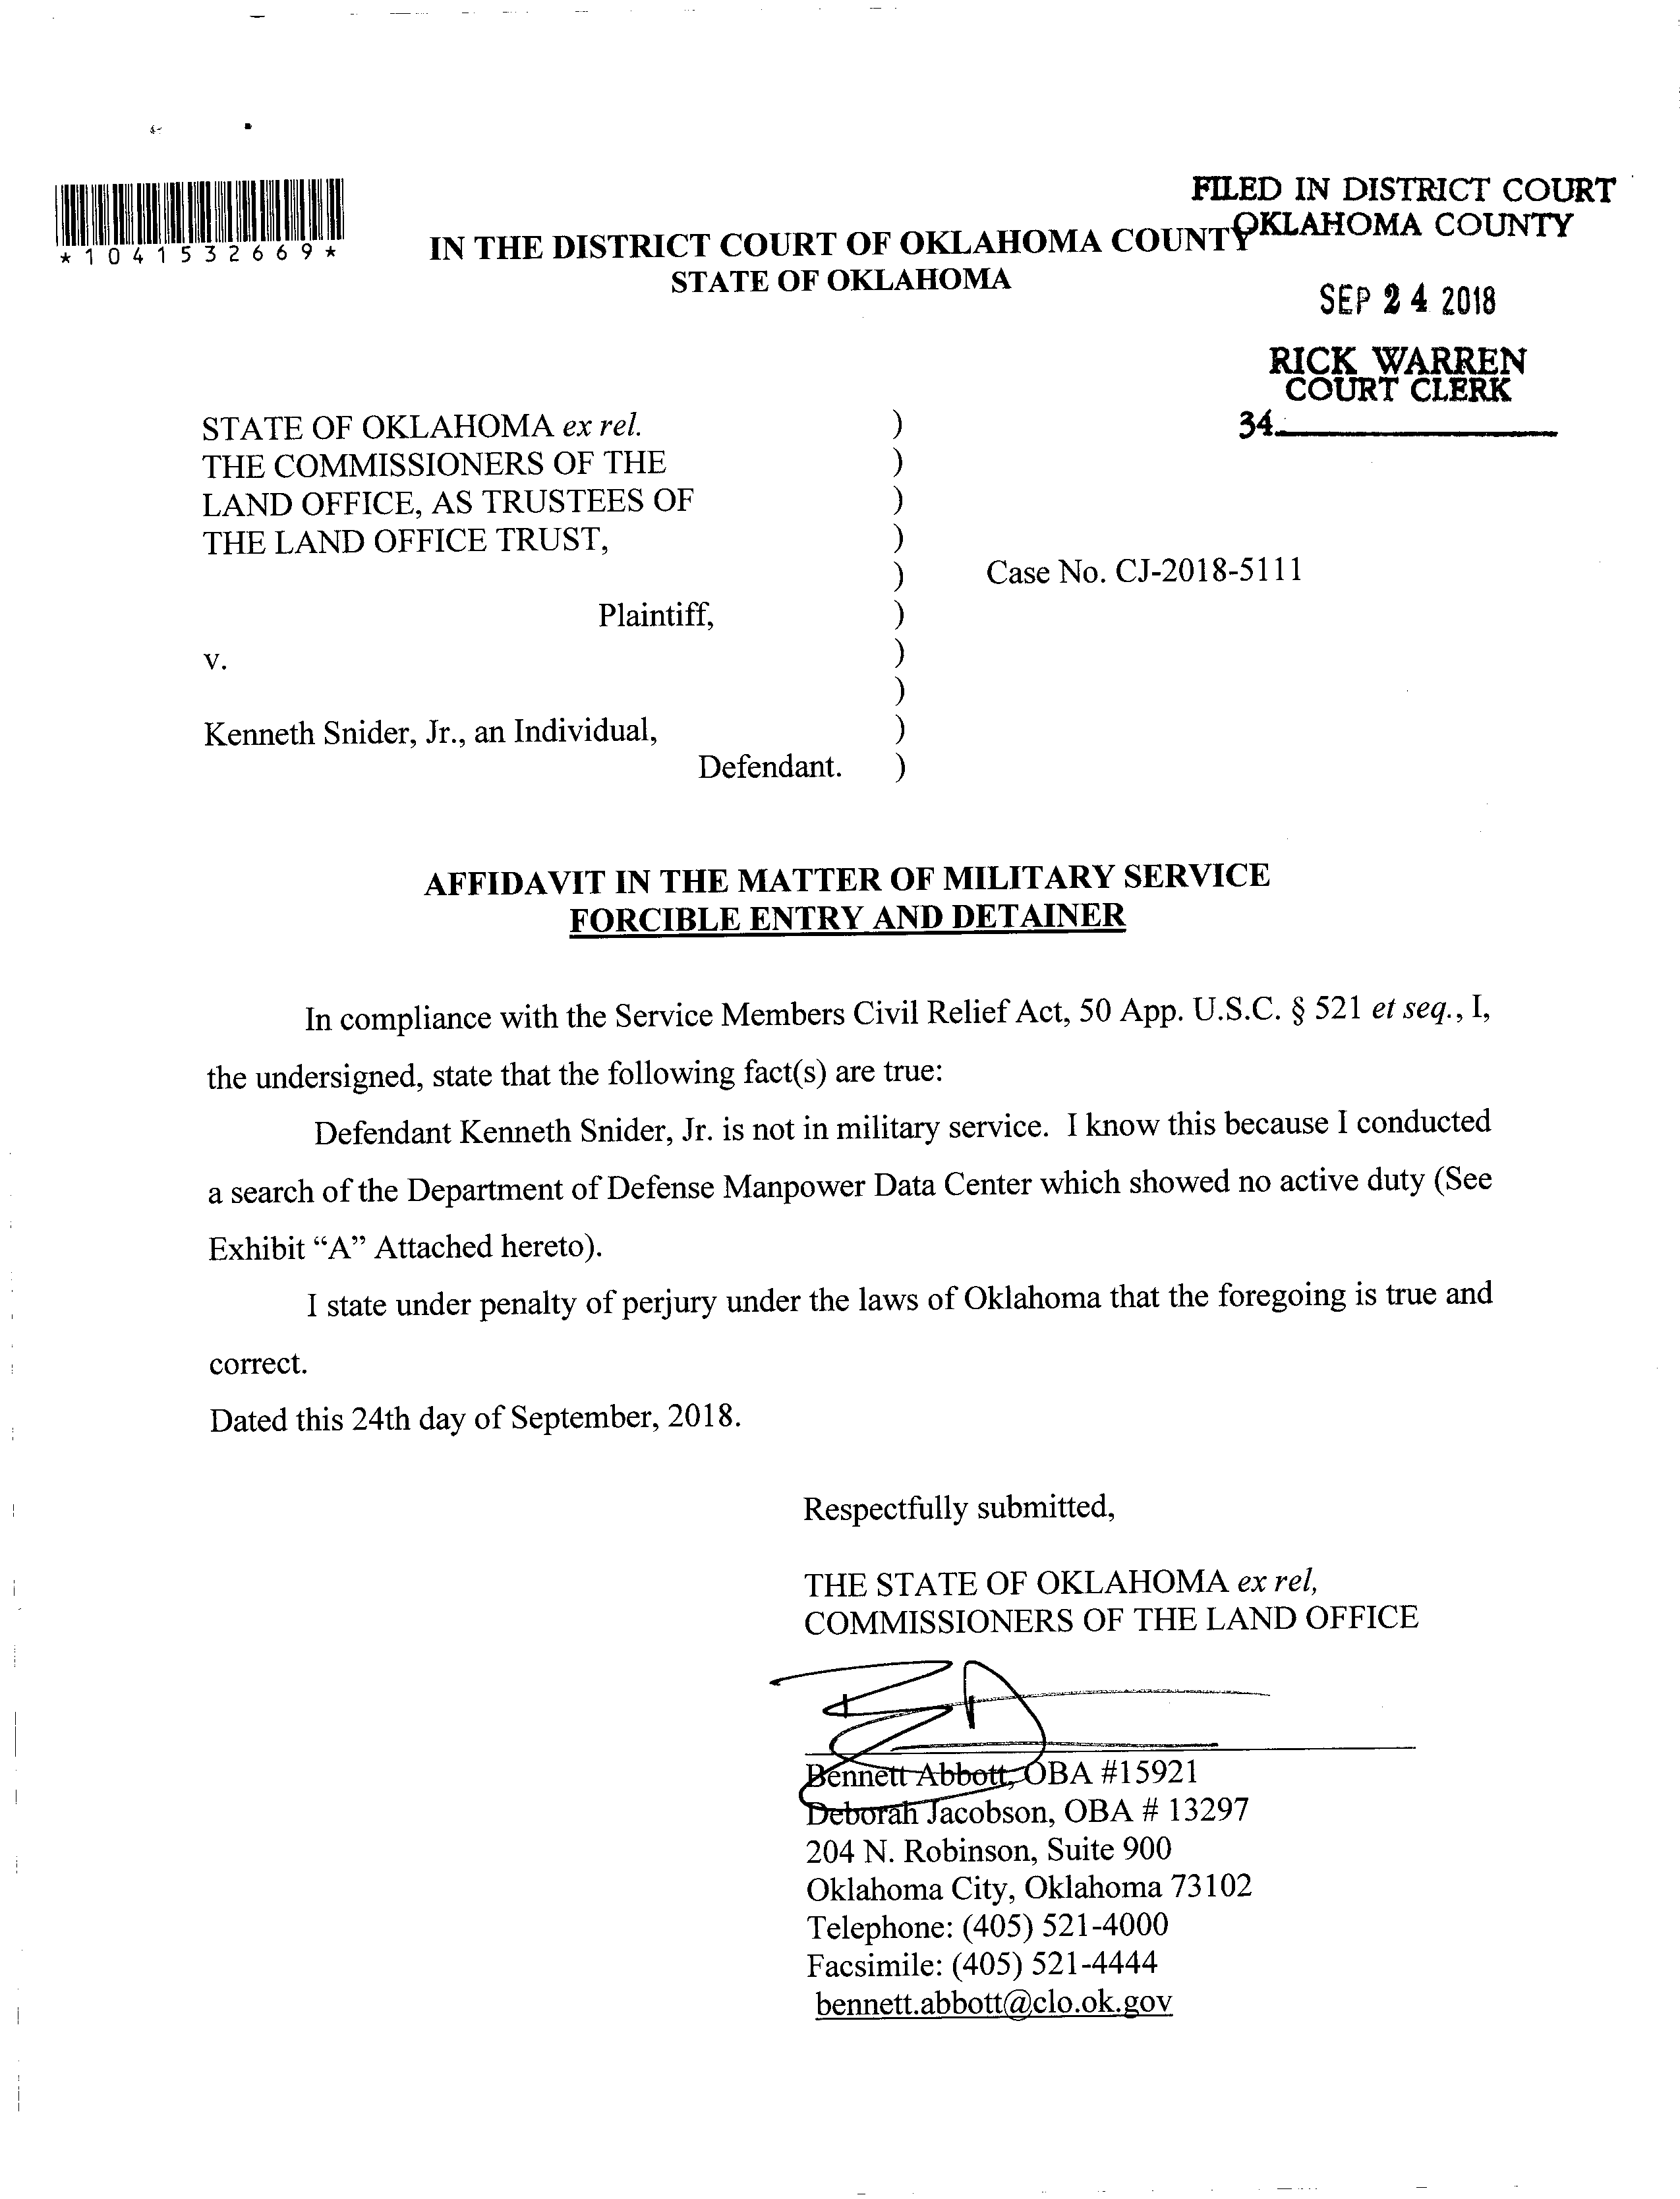 *1041532669*
FILED IN DISTRICT COURT
OKLAHOMA COUNTY
IN THE DISTRICT COURT OF OKLAHOMA COUNTY
STATE OF OKLAHOMA
SEP 24 2018
RICK WARREN
COURT CLERK
34.
STATE OF OKLAHOMA ex rel. )
THE COMMISSIONERS OF THE )
LAND OFFICE, AS TRUSTEES OF )
THE LAND OFFICE TRUST, )
) Case No. CJ-2018-5111
Plaintiff, )
v. )
)
Kenneth Snider, Jr., an Individual, )
Defendant. )
AFFIDAVIT IN THE MATTER OF MILITARY SERVICE
FORCIBLE ENTRY AND DETAINER
In compliance with the Service Members Civil Relief Act, 50 App. U.S.C. § 521 et seq., I,
the undersigned, state that the following fact(s) are true:
Defendant Kenneth Snider, Jr. is not in military service. I know this because I conducted
a search of the Department of Defense Manpower Data Center which showed no active duty (See
Exhibit “A” Attached hereto).
I state under penalty of perjury under the laws of Oklahoma that the foregoing is true and
correct.
Dated this 24th day of September, 2018.
Respectfully submitted,
THE STATE OF OKLAHOMA ex rel,
COMMISSIONERS OF THE LAND OFFICE
Bennett Abbott, OBA #15921
Deborah Jacobson, OBA # 13297
204 N. Robinson, Suite 900
Oklahoma City, Oklahoma 73102
Telephone: (405) 521-4000
Facsimile: (405) 521-4444
bennett.abbott@clo.ok.gov